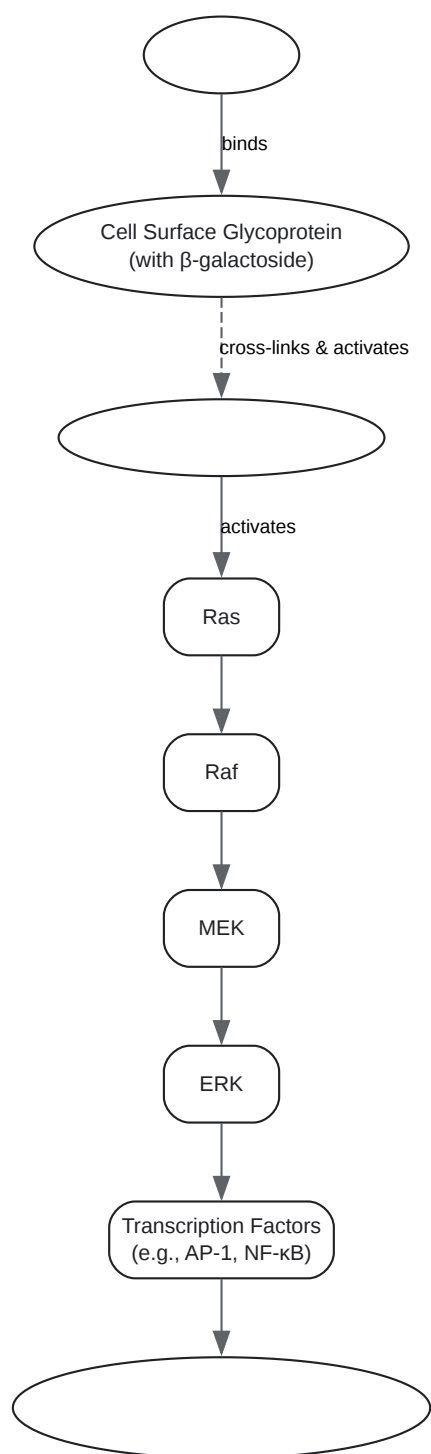 binds
Cell Surface Glycoprotein
(with β-galactoside)
cross-links & activates
activates
Ras
Raf
MEK
ERK
Transcription Factors
(e.g., AP-1, NF-κB)